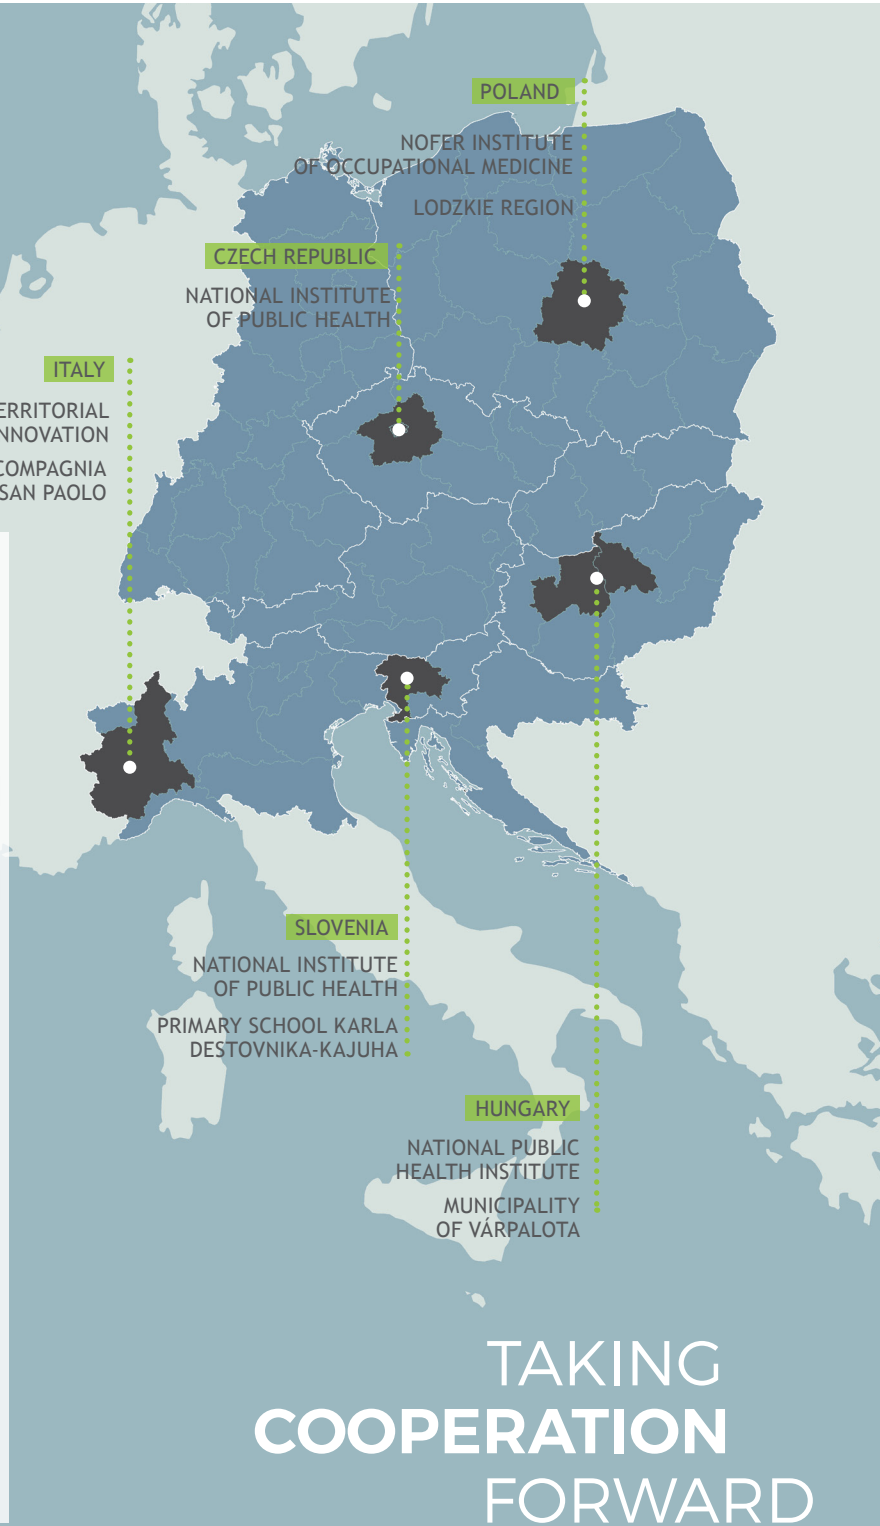 POLAND
NOFER INSTITUTE
OF OCCUPATIONAL MEDICINE
LODZKIE REGION
CZECH REPUBLIC
NATIONAL INSTITUTE
OF PUBLIC HEALTH
ITALY
ERRITORIAL
NNOVATION
COMPAGNIA
SAN PAOLO
SLOVENIA
NATIONAL INSTITUTE
OF PUBLIC HEALTH
PRIMARY SCHOOL KARLA
DESTOVNIKA-KAJUHA
HUNGARY
NATIONAL PUBLIC
HEALTH INSTITUTE
MUNICIPALITY
OF VÁRPALOTA
TAKING
COOPERATION
FORWARD